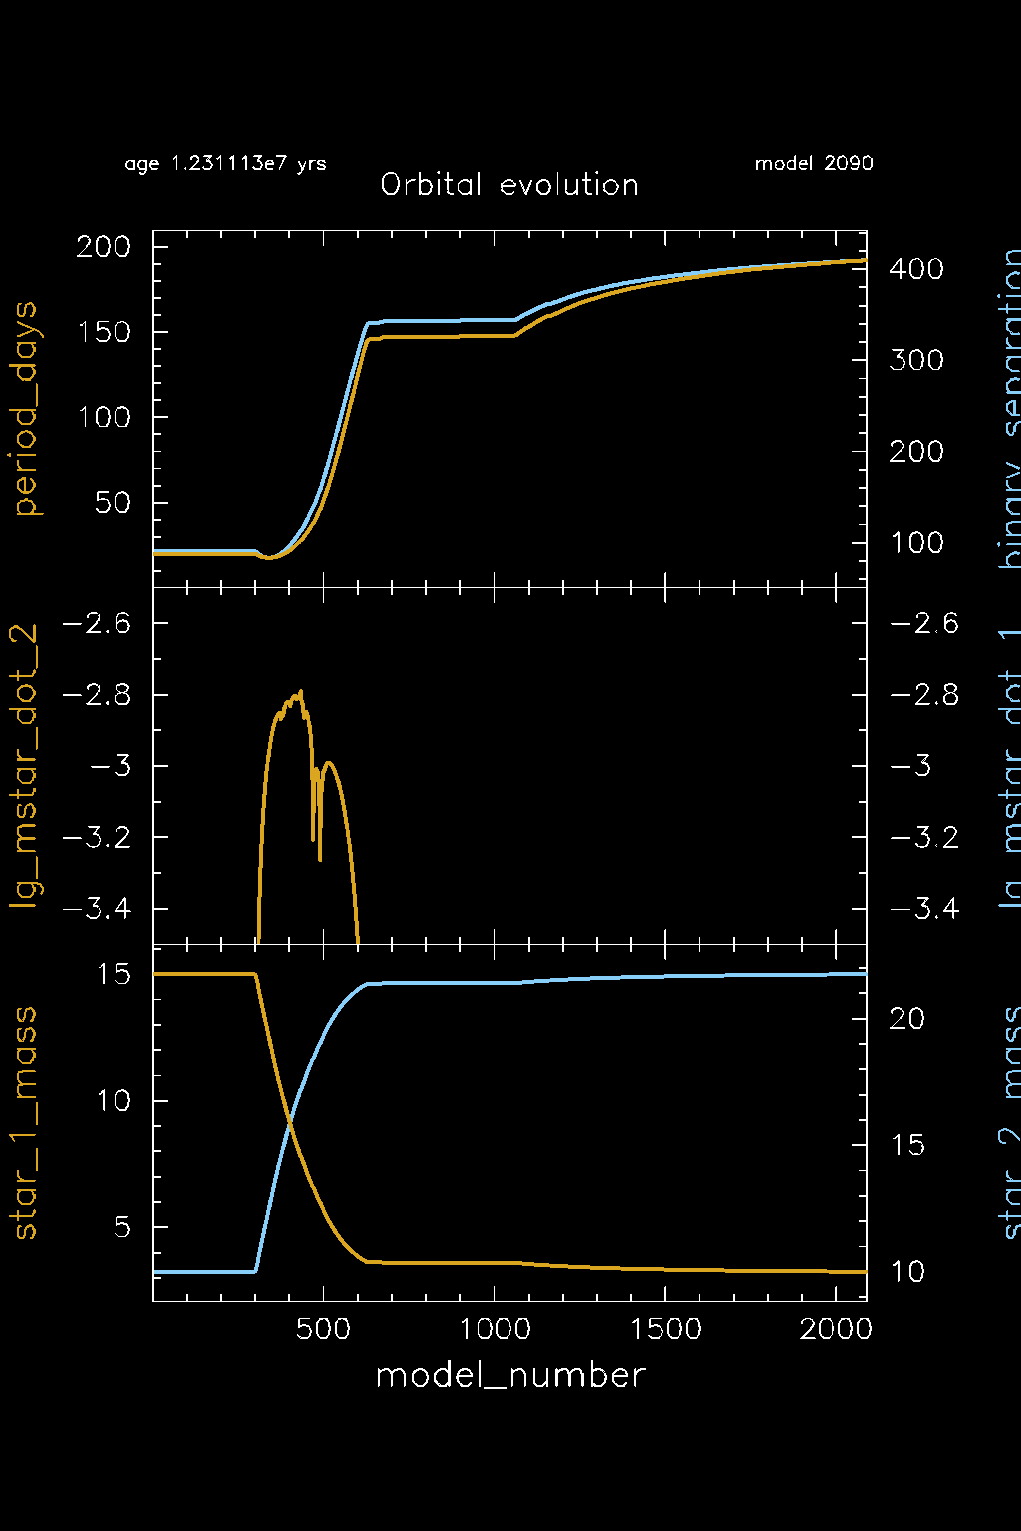 age 1.231113e7 yrs
model 2090
Orbital evolution
period_days
200
150
100
50
400
300
200
100
binary separation
lg_mstar_dot_2
−2.6
−2.8
−3
−3.2
−3.4
−2.6
−2.8
−3
−3.2
−3.4
lg_mstar_dot_1
star_1_mass
15
10
5
20
15
10
star_2_mass
500
1000
1500
2000
model_number